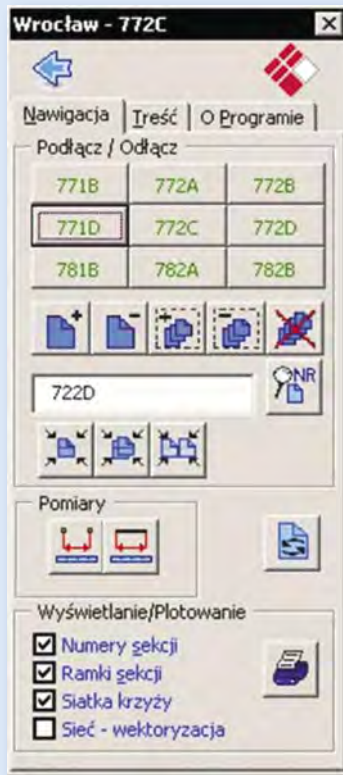 Wrocław - 772C
Nawigacja Treść O Programie
Podłącz / Odłącz
771B 772A 772B
771D 772C 772D
781B 782A 782B
722D
NR
Pomiary
Wyświetlanie/Plotowanie
Numery sekcji
Ramki sekcji
Siatka krzyży
Sieć - wektoryzacja